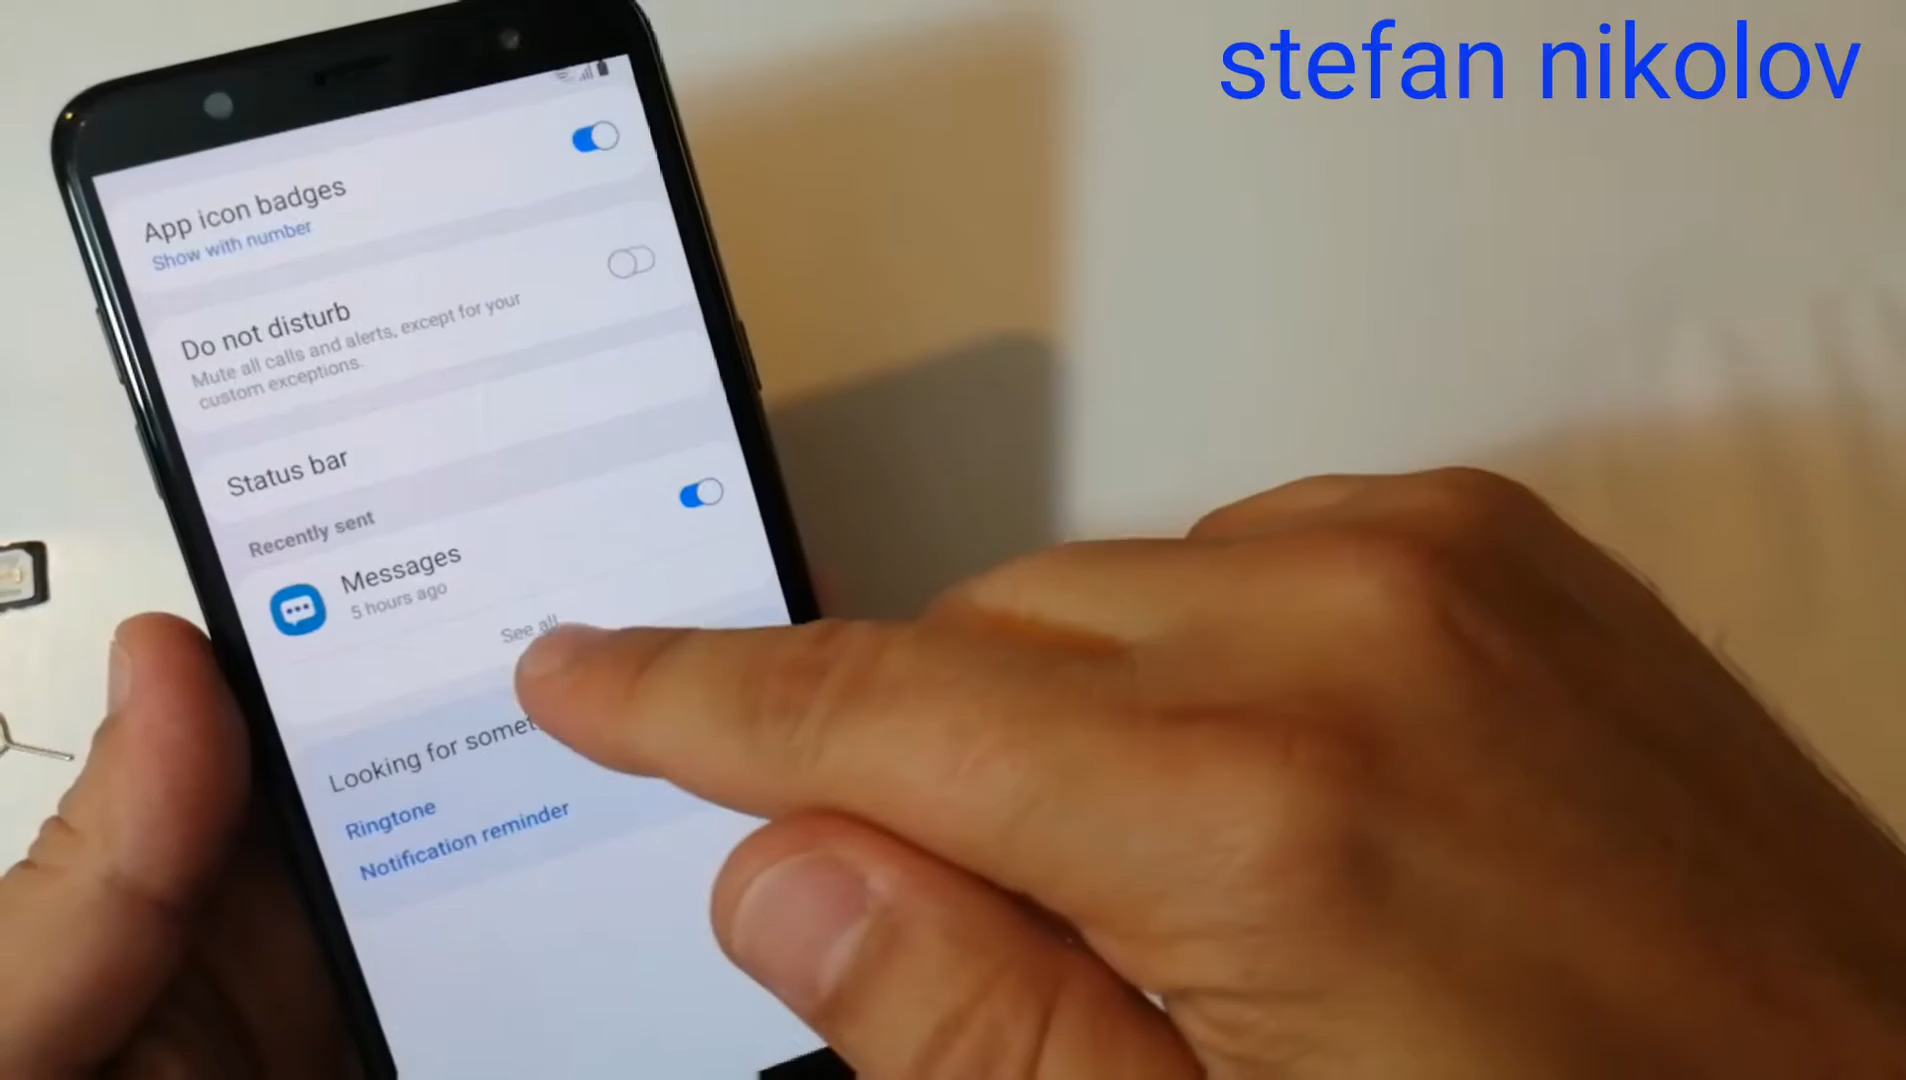 stefan nikolov
App icon badges
Show with number
Do not disturb
Mute all calls and alerts, except for your
custom exceptions.
Status bar
Recently sent
Messages
5 hours ago
See all
Looking for
Ringtone
Notification reminder